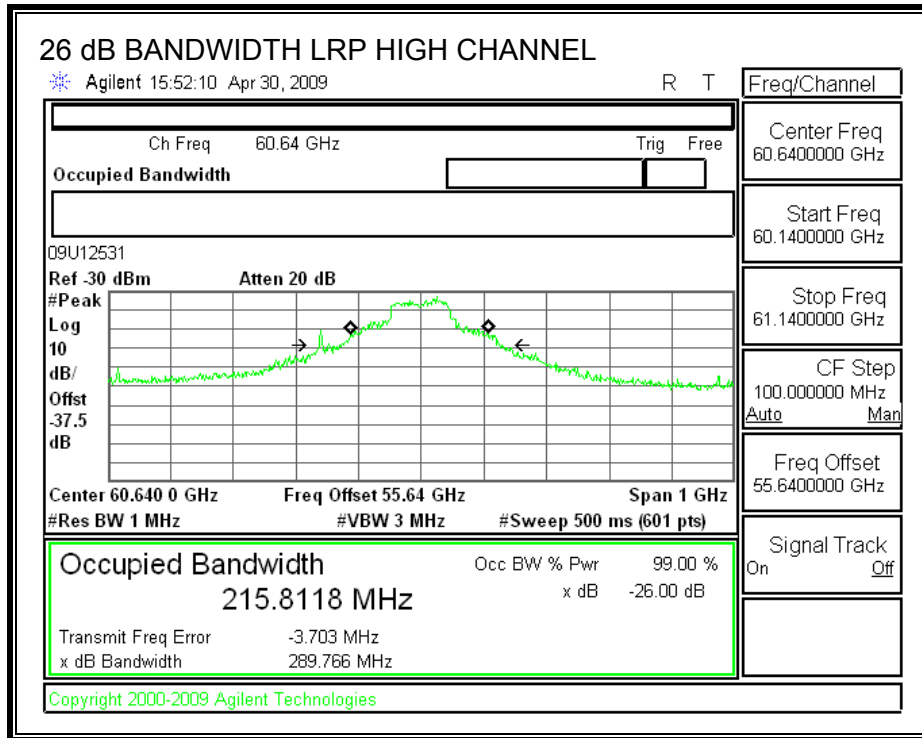 26 dB BANDWIDTH LRP HIGH CHANNEL
Agilent 15:52:10 Apr 30, 2009 R T
Freq/Channel
Ch Freq 60.64 GHz Trig Free
Occupied Bandwidth
Center Freq
60.6400000 GHz
Start Freq
60.1400000 GHz
09U12531
Ref -30 dBm Atten 20 dB
#Peak
Log
10
dB/
Offst
-37.5
dB
Stop Freq
61.1400000 GHz
CF Step
100.000000 MHz
Auto Man
Freq Offset
55.6400000 GHz
Center 60.640 0 GHz Freq Offset 55.64 GHz Span 1 GHz
#Res BW 1 MHz #VBW 3 MHz #Sweep 500 ms (601 pts)
Signal Track
On Off
Occupied Bandwidth Occ BW % Pwr 99.00 %
215.8118 MHz x dB -26.00 dB
Transmit Freq Error -3.703 MHz
x dB Bandwidth 289.766 MHz
Copyright 2000-2009 Agilent Technologies